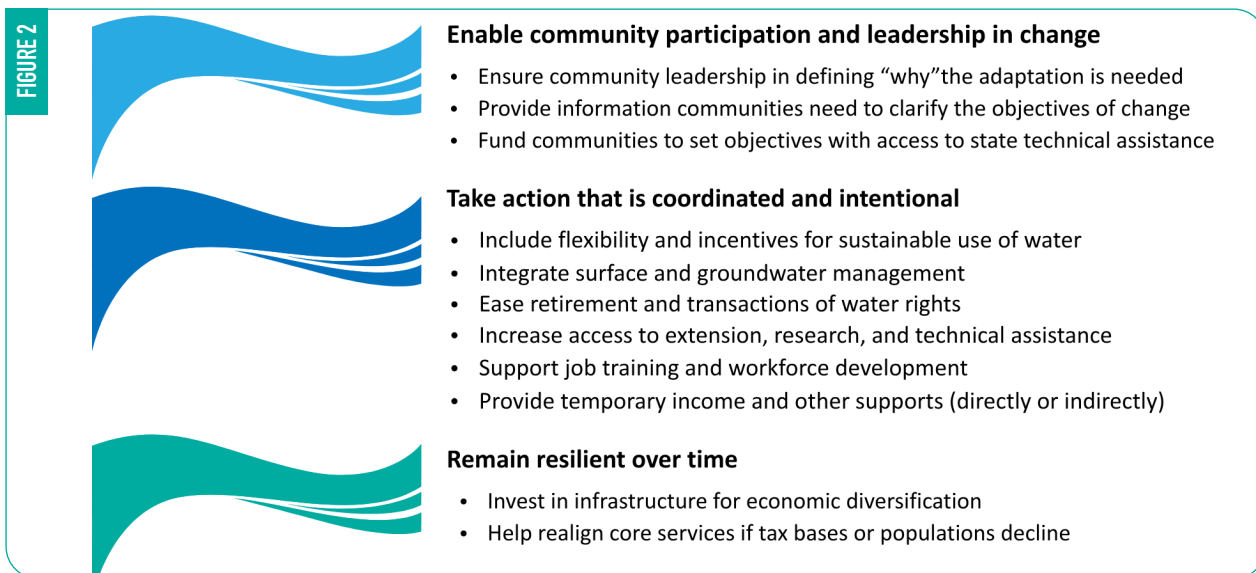 FIGURE 2
Enable community participation and leadership in change
• Ensure community leadership in defining “why”the adaptation is needed
• Provide information communities need to clarify the objectives of change
• Fund communities to set objectives with access to state technical assistance
Take action that is coordinated and intentional
• Include flexibility and incentives for sustainable use of water
• Integrate surface and groundwater management
• Ease retirement and transactions of water rights
• Increase access to extension, research, and technical assistance
• Support job training and workforce development
• Provide temporary income and other supports (directly or indirectly)
Remain resilient over time
• Invest in infrastructure for economic diversification
• Help realign core services if tax bases or populations decline